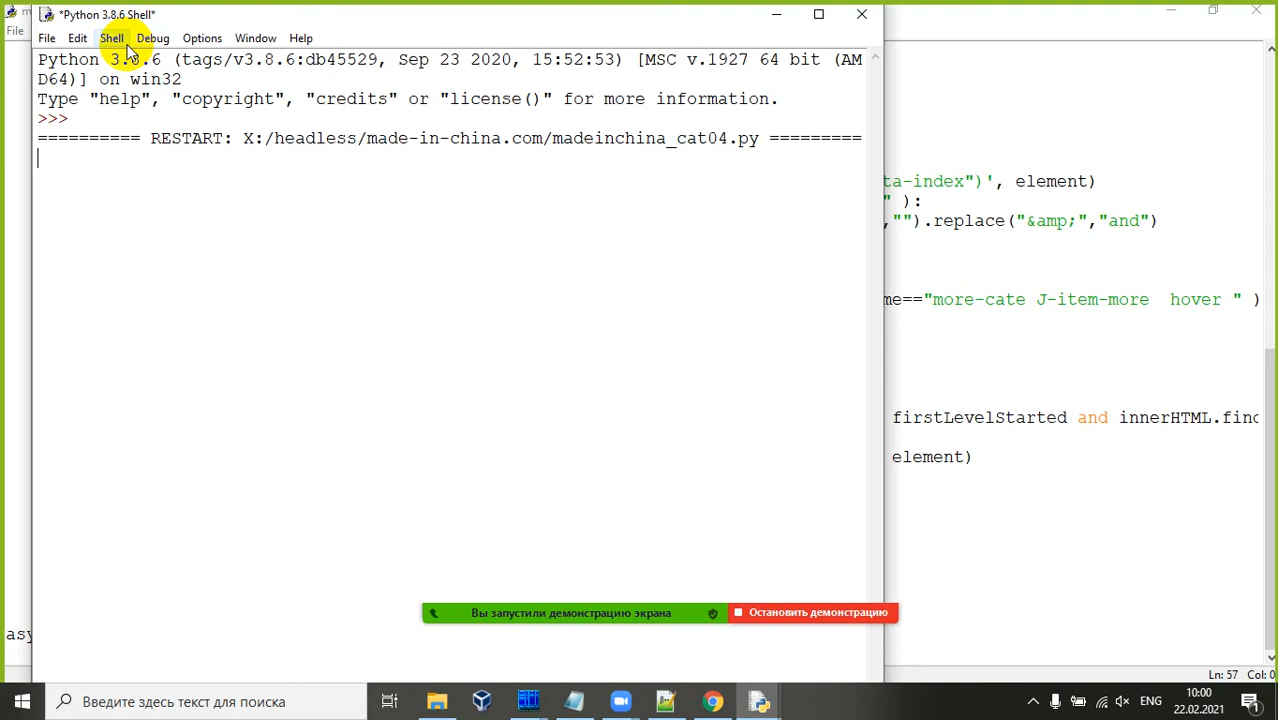 *Python 3.8.6 Shell*
File
File Edit Shell Debug Options Window Help
Python 3.8.6 (tags/v3.8.6:db45529, Sep 23 2020, 15:52:53) [MSC v.1927 64 bit (AM
D64)] on win32
Type "help", "copyright", "credits" or "license()" for more information.
>>>
========== RESTART: X:/headless/made-in-china.com/madeinchina_cat04.py =========
ta-index")', element)
" ):
,"").replace("&amp;","and")
me=="more-cate J-item-more  hover " )
firstLevelStarted and innerHTML.find
element)
Вы запустили демонстрацию экрана
Остановить демонстрацию
asy
Ln: 57 Col: 0
Введите здесь текст для поиска
ENG
10:00
22.02.2021
1